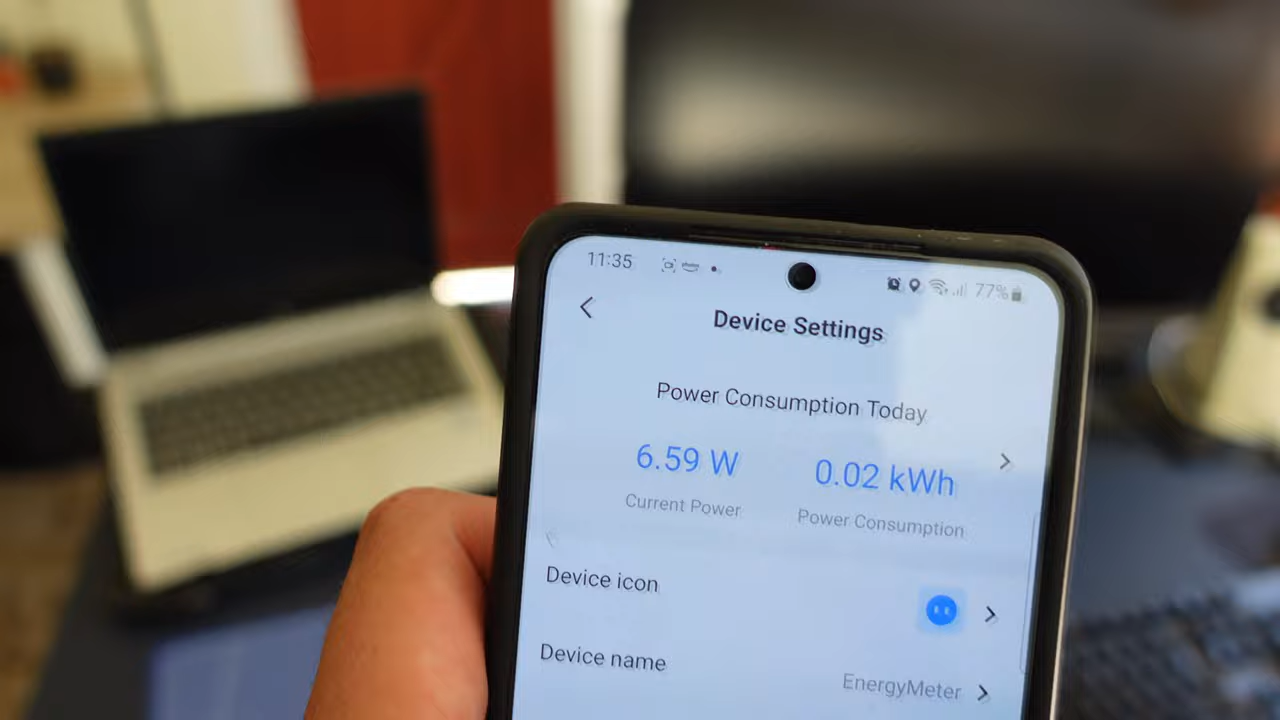 11:35 77%
Device Settings
Power Consumption Today
6.59 W 0.02 kWh
Current Power Power Consumption
Device icon
Device name
EnergyMeter